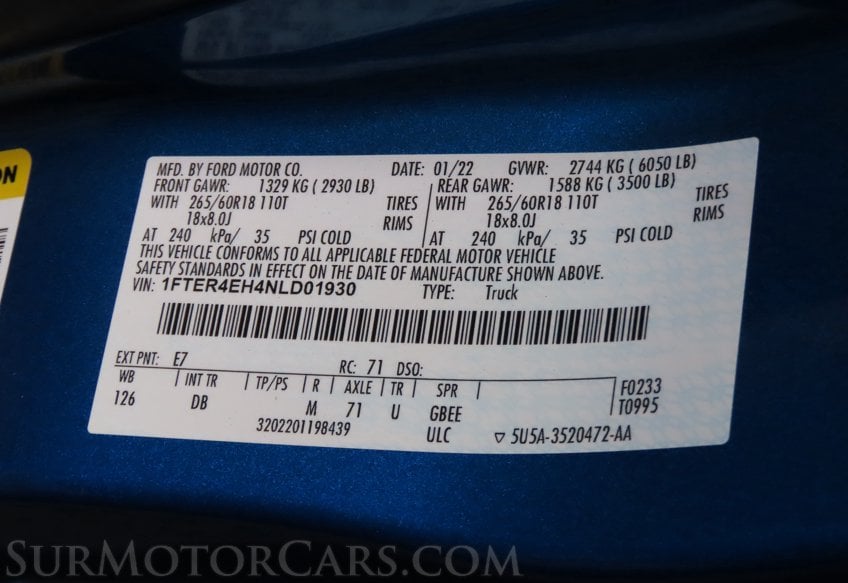 ON
MFD. BY FORD MOTOR CO. DATE: 01/22 GVWR: 2744 KG ( 6050 LB)
FRONT GAWR: 1329 KG ( 2930 LB) REAR GAWR: 1588 KG ( 3500 LB)
WITH 265/60R18 110T TIRES WITH 265/60R18 110T TIRES
18x8.0J RIMS 18x8.0J RIMS
AT 240 kPa/ 35 PSI COLD AT 240 kPa/ 35 PSI COLD
THIS VEHICLE CONFORMS TO ALL APPLICABLE FEDERAL MOTOR VEHICLE
SAFETY STANDARDS IN EFFECT ON THE DATE OF MANUFACTURE SHOWN ABOVE.
VIN: 1FTER4EH4NLD01930 TYPE: Truck
EXT PNT: E7 RC: 71 DSO:
WB INT TR TP/PS R AXLE TR SPR F0233
126 DB M 71 U GBEE T0995
3202201198439 ULC ▽ 5U5A-3520472-AA
SURMOTORCARS.COM